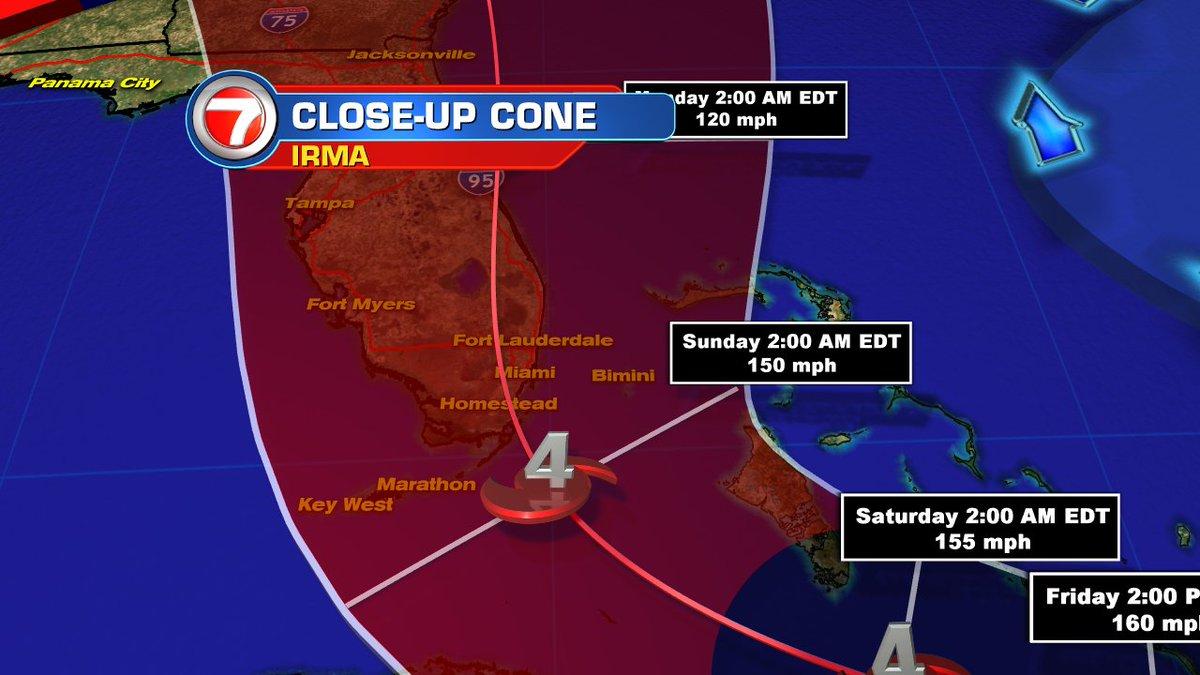 75
Jacksonville
Panama City
7
CLOSE-UP CONE
IRMA
2:00 AM EDT
120 mph
95
Tampa
Fort Myers
Fort Lauderdale
Miami
Bimini
Homestead
Sunday 2:00 AM EDT
150 mph
4
Marathon
Key West
Saturday 2:00 AM EDT
155 mph
Friday 2:00 P
160 mp
4